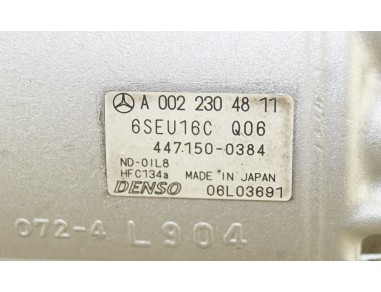 A 002 230 48 11
6SEU16C Q06
447150-0384
ND-OIL8
HFC134a MADE IN JAPAN
DENSO 06L03691
072-4 L904